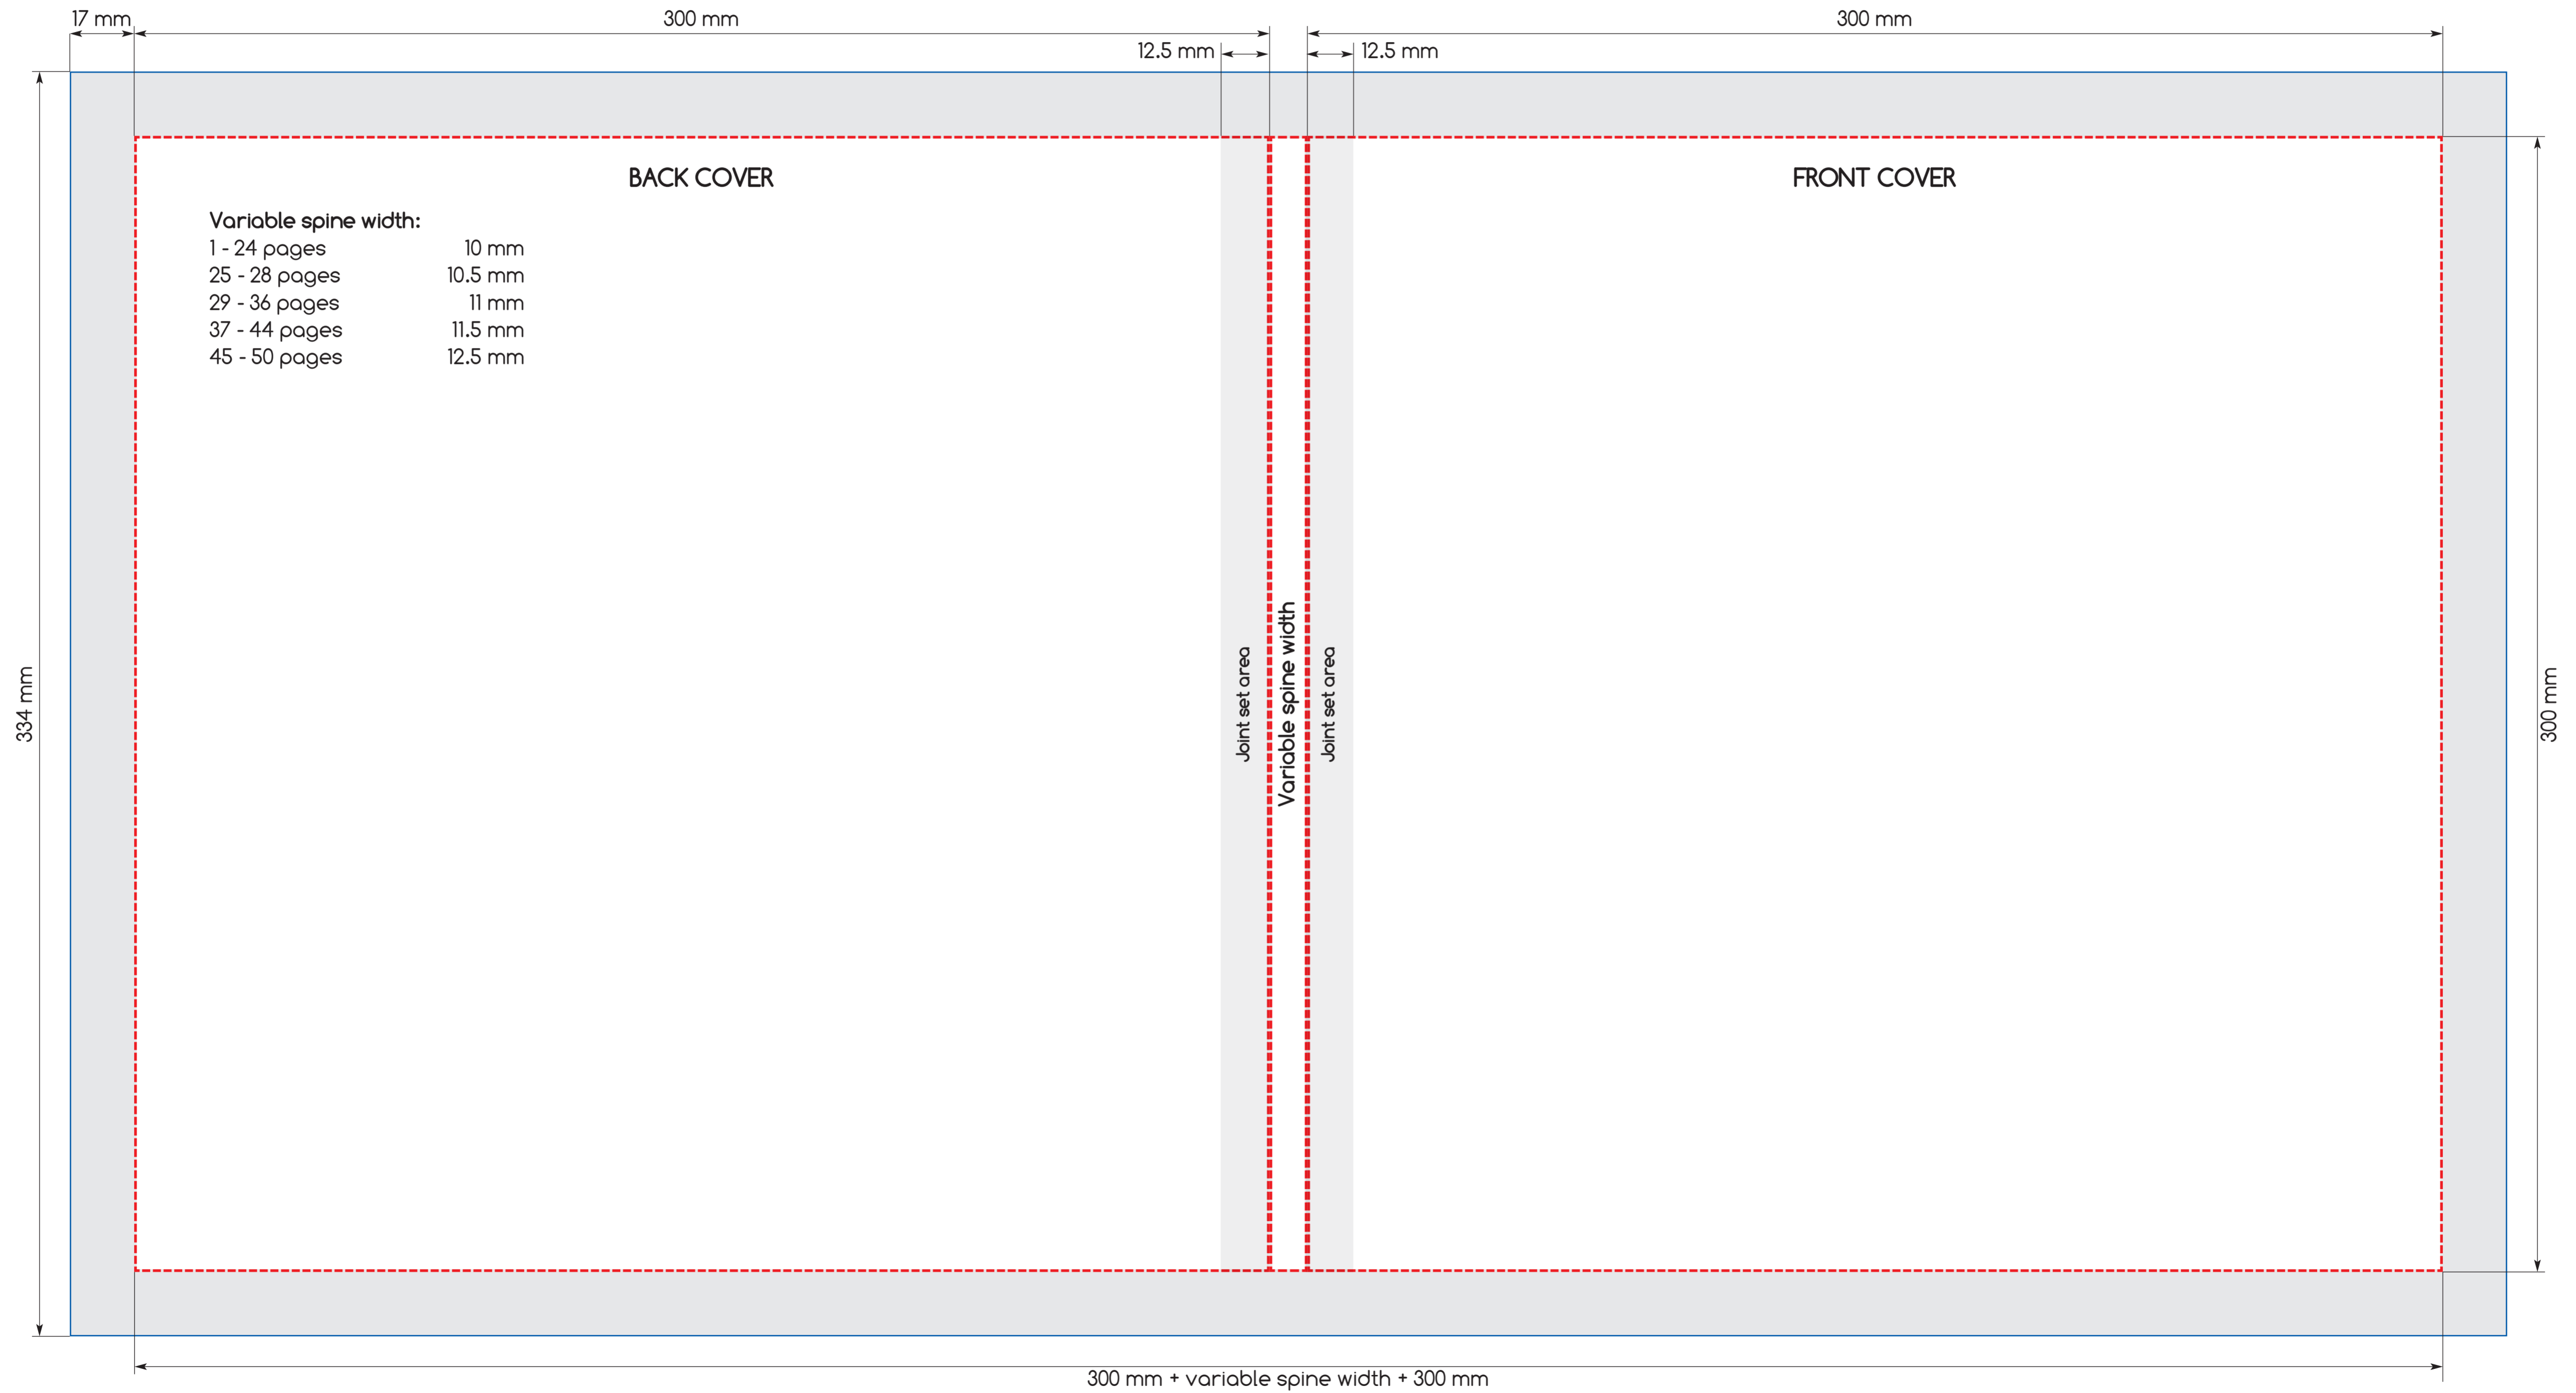 17 mm
300 mm
300 mm
12.5 mm
12.5 mm
BACK COVER
FRONT COVER
Variable spine width:
1 - 24 pages 10 mm
25 - 28 pages 10.5 mm
29 - 36 pages 11 mm
37 - 44 pages 11.5 mm
45 - 50 pages 12.5 mm
334 mm
Joint set area
Variable spine width
Joint set area
300 mm
300 mm + variable spine width + 300 mm